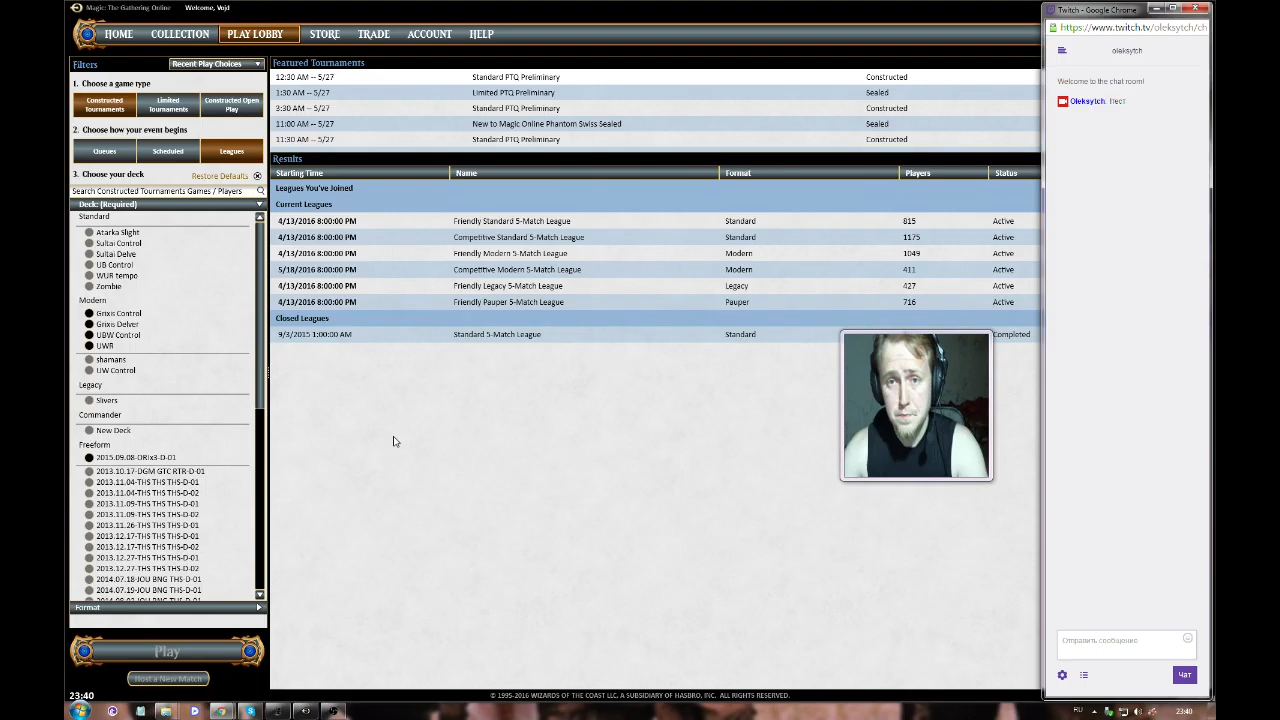 Magic: The Gathering Online Welcome, Vojd
HOME COLLECTION PLAY LOBBY STORE TRADE ACCOUNT HELP
Filters
Recent Play Choices
1. Choose a game type
Constructed Tournaments
Limited Tournaments
Constructed Open Play
2. Choose how your event begins
Queues Scheduled Leagues
3. Choose your deck
Restore Defaults
Search Constructed Tournaments Games / Players
Deck: (Required)
Standard
Atarka Slight
Sultai Control
Sultai Delve
UB Control
WUR tempo
Zombie
Modern
Grixis Control
Grixis Delver
UBW Control
UWR
shamans
UW Control
Legacy
Slivers
Commander
New Deck
Freeform
2015.09.08-ORIx3-D-01
2013.10.17-DGM GTC RTR-D-01
2013.11.04-THS THS THS-D-01
2013.11.04-THS THS THS-D-02
2013.11.09-THS THS THS-D-01
2013.11.09-THS THS THS-D-02
2013.11.26-THS THS THS-D-01
2013.12.17-THS THS THS-D-01
2013.12.17-THS THS THS-D-02
2013.12.27-THS THS THS-D-01
2013.12.27-THS THS THS-D-02
2014.07.18-JOU BNG THS-D-01
2014.07.19-JOU BNG THS-D-01
Format
Play
Host a New Match
23:40
Featured Tournaments
12:30 AM -- 5/27 Standard PTQ Preliminary Constructed
1:30 AM -- 5/27 Limited PTQ Preliminary Sealed
3:30 AM -- 5/27 Standard PTQ Preliminary Constructed
11:00 AM -- 5/27 New to Magic Online Phantom Swiss Sealed Sealed
11:30 AM -- 5/27 Standard PTQ Preliminary Constructed
Results
Starting Time Name Format Players Status
Leagues You've Joined
Current Leagues
4/13/2016 8:00:00 PM Friendly Standard 5-Match League Standard 815 Active
4/13/2016 8:00:00 PM Competitive Standard 5-Match League Standard 1175 Active
4/13/2016 8:00:00 PM Friendly Modern 5-Match League Modern 1049 Active
5/18/2016 8:00:00 PM Competitive Modern 5-Match League Modern 411 Active
4/13/2016 8:00:00 PM Friendly Legacy 5-Match League Legacy 427 Active
4/13/2016 8:00:00 PM Friendly Pauper 5-Match League Pauper 716 Active
Closed Leagues
9/3/2015 1:00:00 AM Standard 5-Match League Standard Completed
© 1995-2016 WIZARDS OF THE COAST LLC, A SUBSIDIARY OF HASBRO, INC. ALL RIGHTS RESERVED.
Twitch - Google Chrome
https://www.twitch.tv/oleksytch/ch
oleksytch
Welcome to the chat room!
Oleksytch:
Отправить сообщение
Чат
RU 23:40